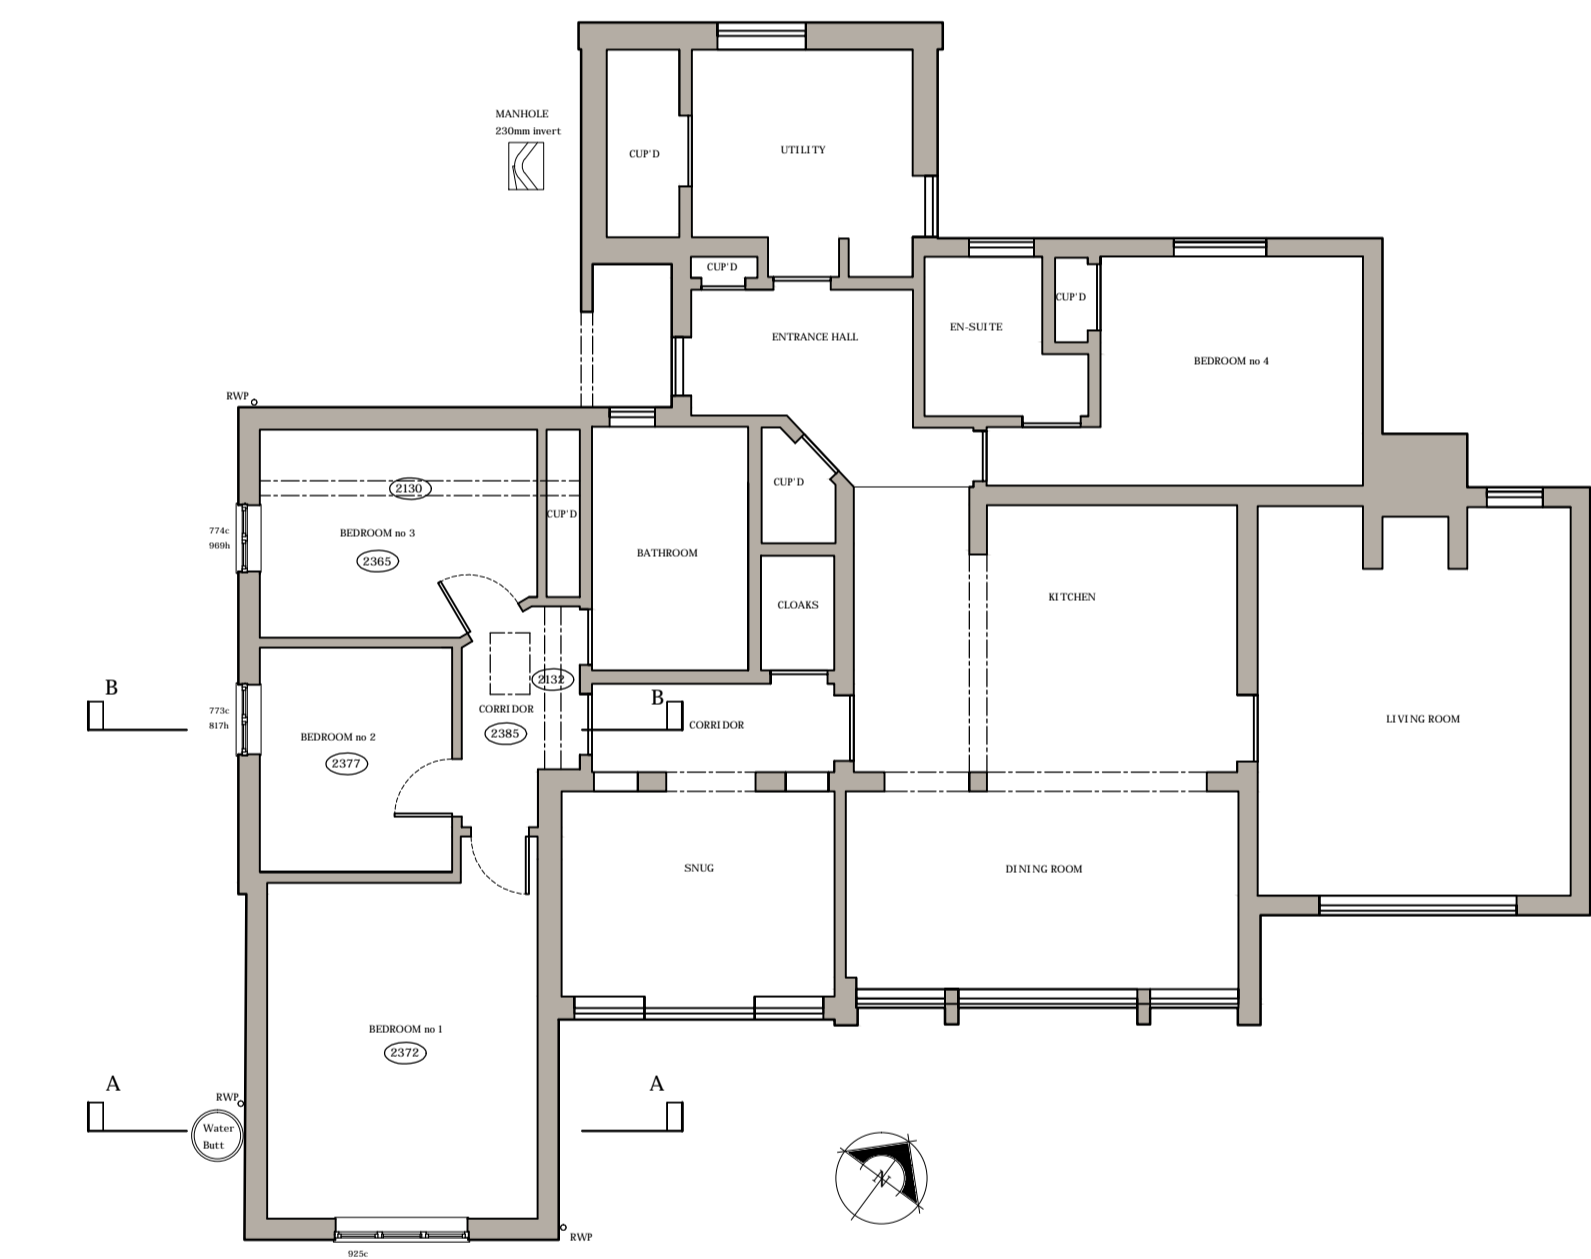 MANHOLE
230mm invert
CUP'D
UTILITY
CUP'D
CUP'D
ENTRANCE HALL
EN-SUITE
BEDROOM no 4
RWP
2130
CUP'D
CUP'D
774c
969h
BEDROOM no 3
2365
BATHROOM
KITCHEN
CLOAKS
2132
B
B
773c
817h
CORRIDOR
2385
CORRIDOR
LIVING ROOM
BEDROOM no 2
2377
SNUG
DINING ROOM
BEDROOM no 1
2372
A
A
RWP
Water
Butt
N
RWP
925c